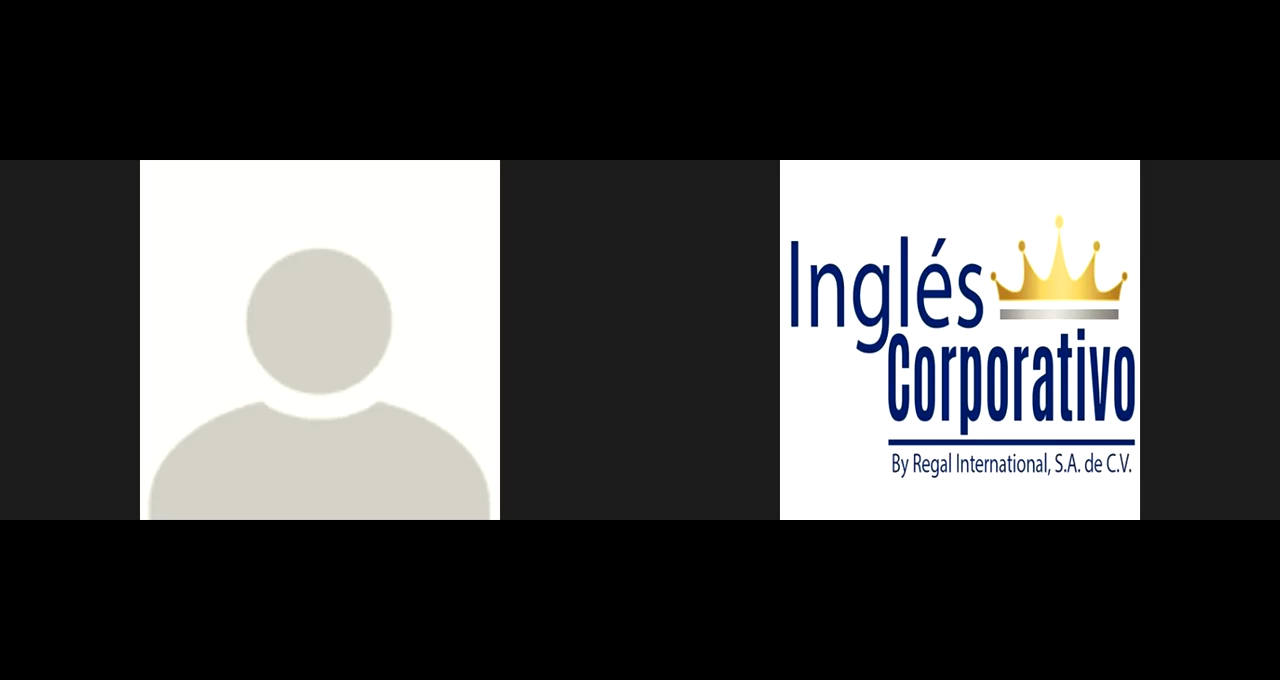 Inglés
Corporativo
By Regal International, S.A. de C.V.